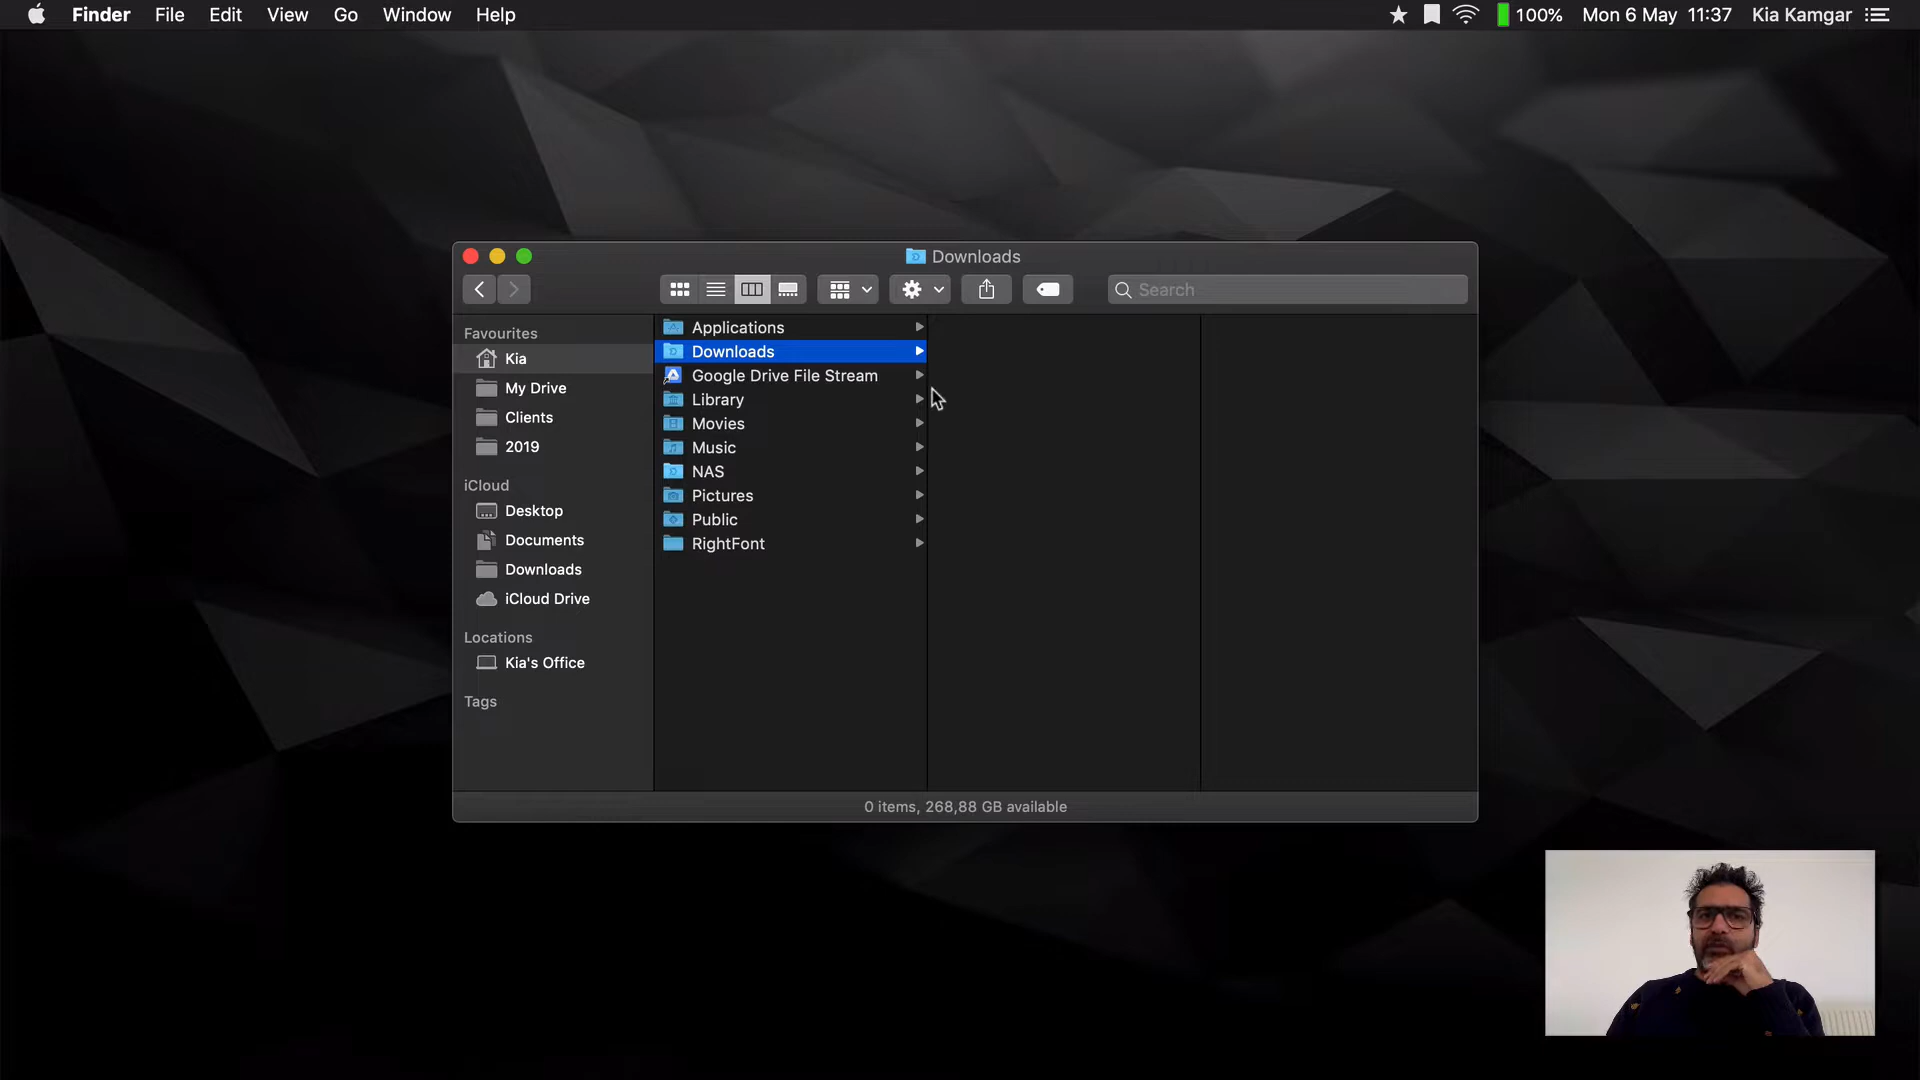 Finder File Edit View Go Window Help 100% Mon 6 May 11:37 Kia Kamgar
Downloads
Search
Favourites
Kia
My Drive
Clients
2019
iCloud
Desktop
Documents
Downloads
iCloud Drive
Locations
Kia's Office
Tags
Applications
Downloads
Google Drive File Stream
Library
Movies
Music
NAS
Pictures
Public
RightFont
0 items, 268,88 GB available